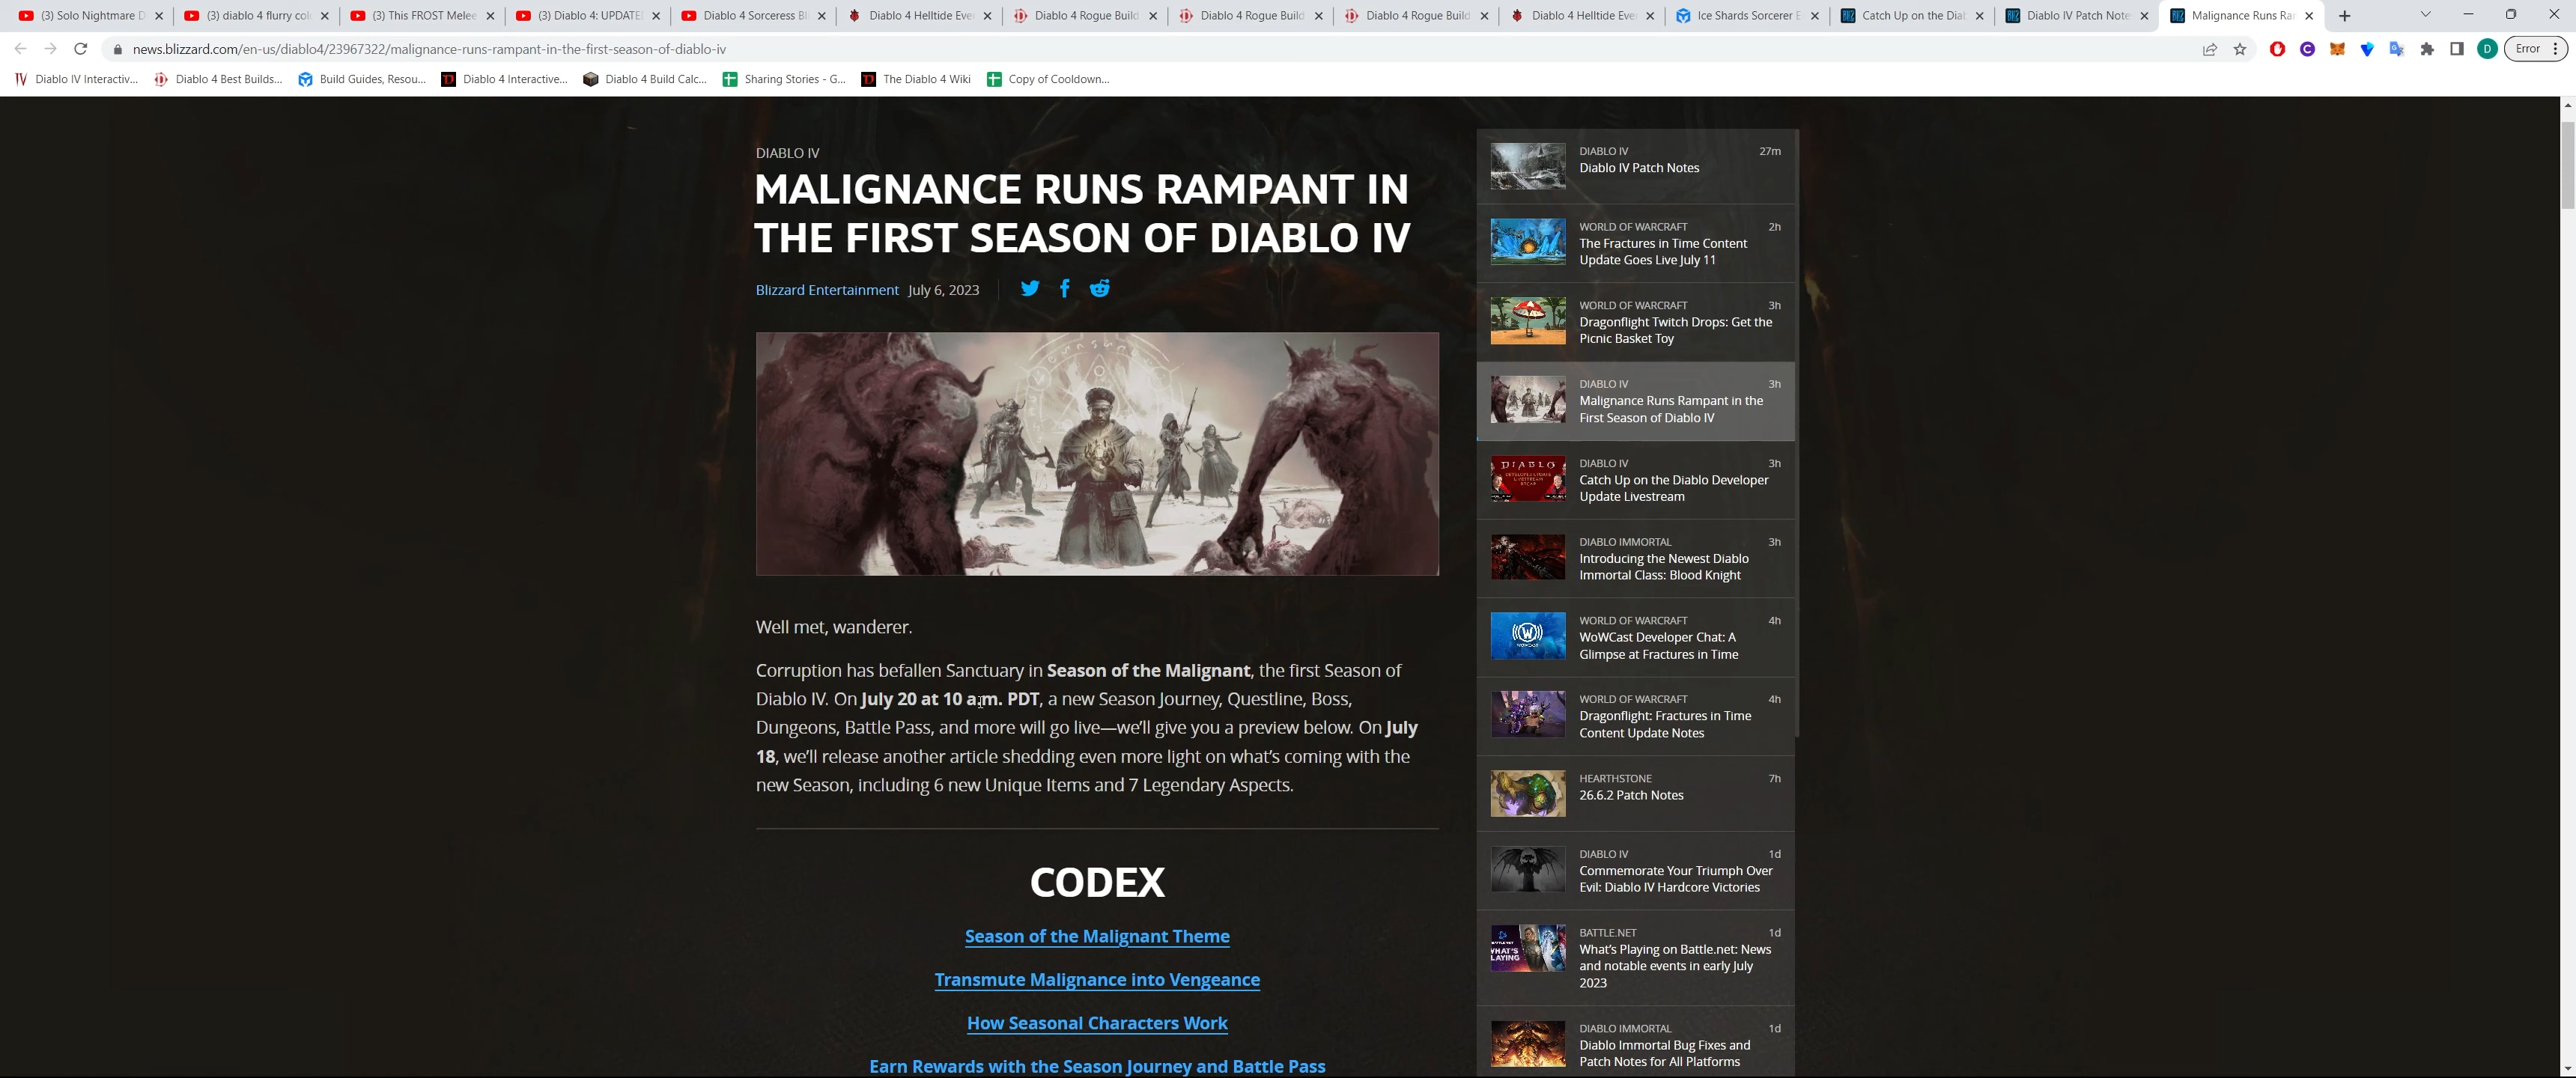 (3) Solo Nightmare D
(3) diablo 4 flurry col
(3) This FROST Melee
(3) Diablo 4: UPDATE
Diablo 4 Sorceress Bl
Diablo 4 Helltide Eve
Diablo 4 Rogue Build
Diablo 4 Rogue Build
Diablo 4 Rogue Build
Diablo 4 Helltide Eve
Ice Shards Sorcerer E
Catch Up on the Diab
Diablo IV Patch Note
Malignance Runs Ram
news.blizzard.com/en-us/diablo4/23967322/malignance-runs-rampant-in-the-first-season-of-diablo-iv
D
Error
Diablo IV Interactiv...
Diablo 4 Best Builds...
Build Guides, Resou...
Diablo 4 Interactive...
Diablo 4 Build Calc...
Sharing Stories - G...
The Diablo 4 Wiki
Copy of Cooldown...
DIABLO IV
MALIGNANCE RUNS RAMPANT IN
THE FIRST SEASON OF DIABLO IV
Blizzard Entertainment July 6, 2023
Well met, wanderer.
Corruption has befallen Sanctuary in Season of the Malignant, the first Season of
Diablo IV. On July 20 at 10 a.m. PDT, a new Season Journey, Questline, Boss,
Dungeons, Battle Pass, and more will go live—we'll give you a preview below. On July
18, we'll release another article shedding even more light on what's coming with the
new Season, including 6 new Unique Items and 7 Legendary Aspects.
CODEX
Season of the Malignant Theme
Transmute Malignance into Vengeance
How Seasonal Characters Work
Earn Rewards with the Season Journey and Battle Pass
DIABLO IV 27m
Diablo IV Patch Notes
WORLD OF WARCRAFT 2h
The Fractures in Time Content
Update Goes Live July 11
WORLD OF WARCRAFT 3h
Dragonflight Twitch Drops: Get the
Picnic Basket Toy
DIABLO IV 3h
Malignance Runs Rampant in the
First Season of Diablo IV
DIABLO
DIABLO IV 3h
Catch Up on the Diablo Developer
Update Livestream
DIABLO IMMORTAL 3h
Introducing the Newest Diablo
Immortal Class: Blood Knight
WORLD OF WARCRAFT 4h
WoWCast Developer Chat: A
Glimpse at Fractures in Time
WORLD OF WARCRAFT 4h
Dragonflight: Fractures in Time
Content Update Notes
HEARTHSTONE 7h
26.6.2 Patch Notes
DIABLO IV 1d
Commemorate Your Triumph Over
Evil: Diablo IV Hardcore Victories
BATTLE.NET 1d
What's Playing on Battle.net: News
and notable events in early July
2023
DIABLO IMMORTAL 1d
Diablo Immortal Bug Fixes and
Patch Notes for All Platforms